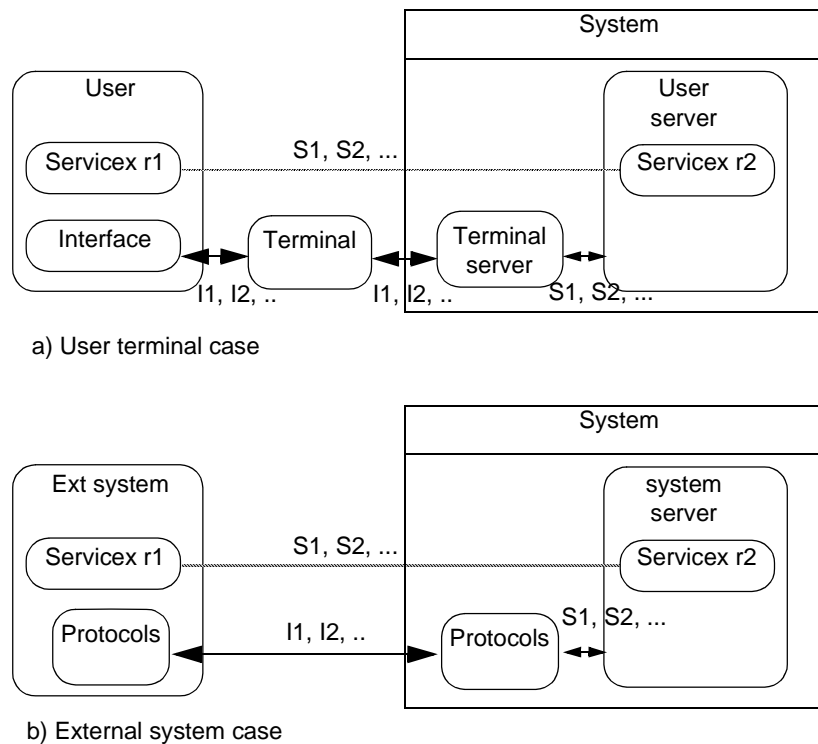 System
User
User
server
Servicex r1
S1, S2, ...
Servicex r2
Interface
Terminal
Terminal
server
I1, I2, ..
I1, I2, ..
S1, S2, ...
a) User terminal case
System
Ext system
system
server
Servicex r1
S1, S2, ...
Servicex r2
Protocols
I1, I2, ..
Protocols
S1, S2, ...
b) External system case